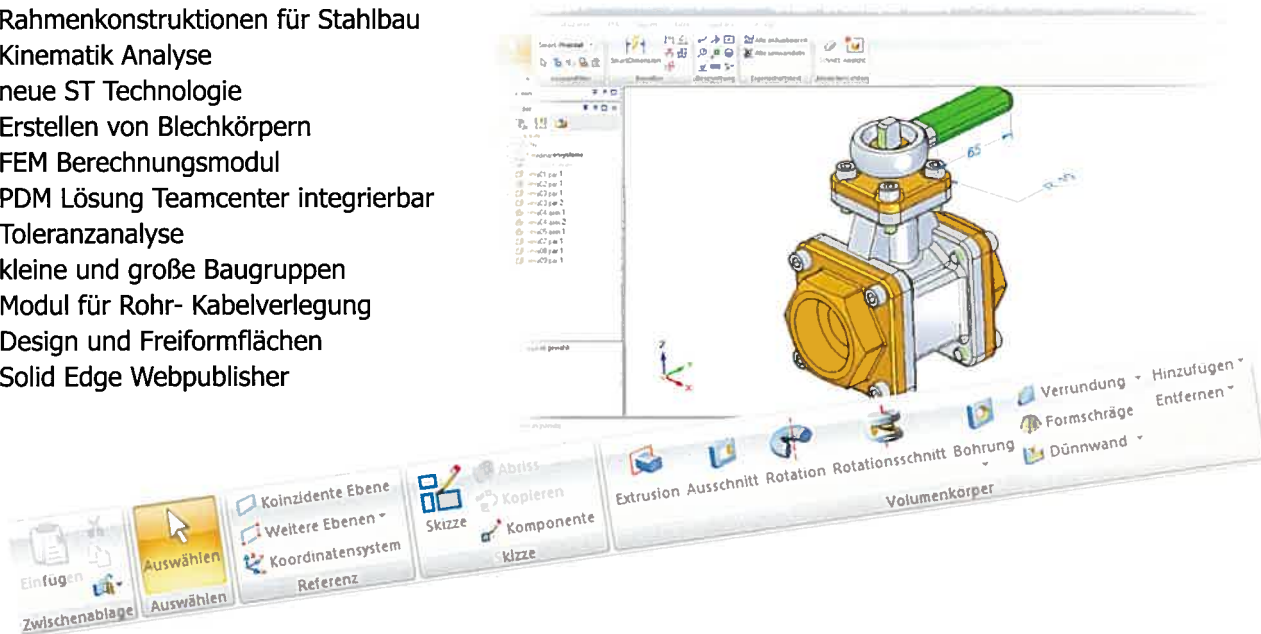 Rahmenkonstruktionen für Stahlbau
Kinematik Analyse
neue ST Technologie
Erstellen von Blechkörpern
FEM Berechnungsmodul
PDM Lösung Teamcenter integrierbar
Toleranzanalyse
kleine und große Baugruppen
Modul für Rohr- Kabelverlegung
Design und Freiformflächen
Solid Edge Webpublisher
SmartDimension
65
Z
Y
X
Einfügen
Zwischenablage
Auswählen
Auswählen
Koinzidente Ebene
Weitere Ebenen
Koordinatensystem
Referenz
Skizze
Abriss
Kopieren
Komponente
kizze
Extrusion
Ausschnitt
Rotation
Rotationsschnitt
Bohrung
Verrundung
Formschräge
Dünnwand
Hinzufügen
Entfernen
Volumenkörper